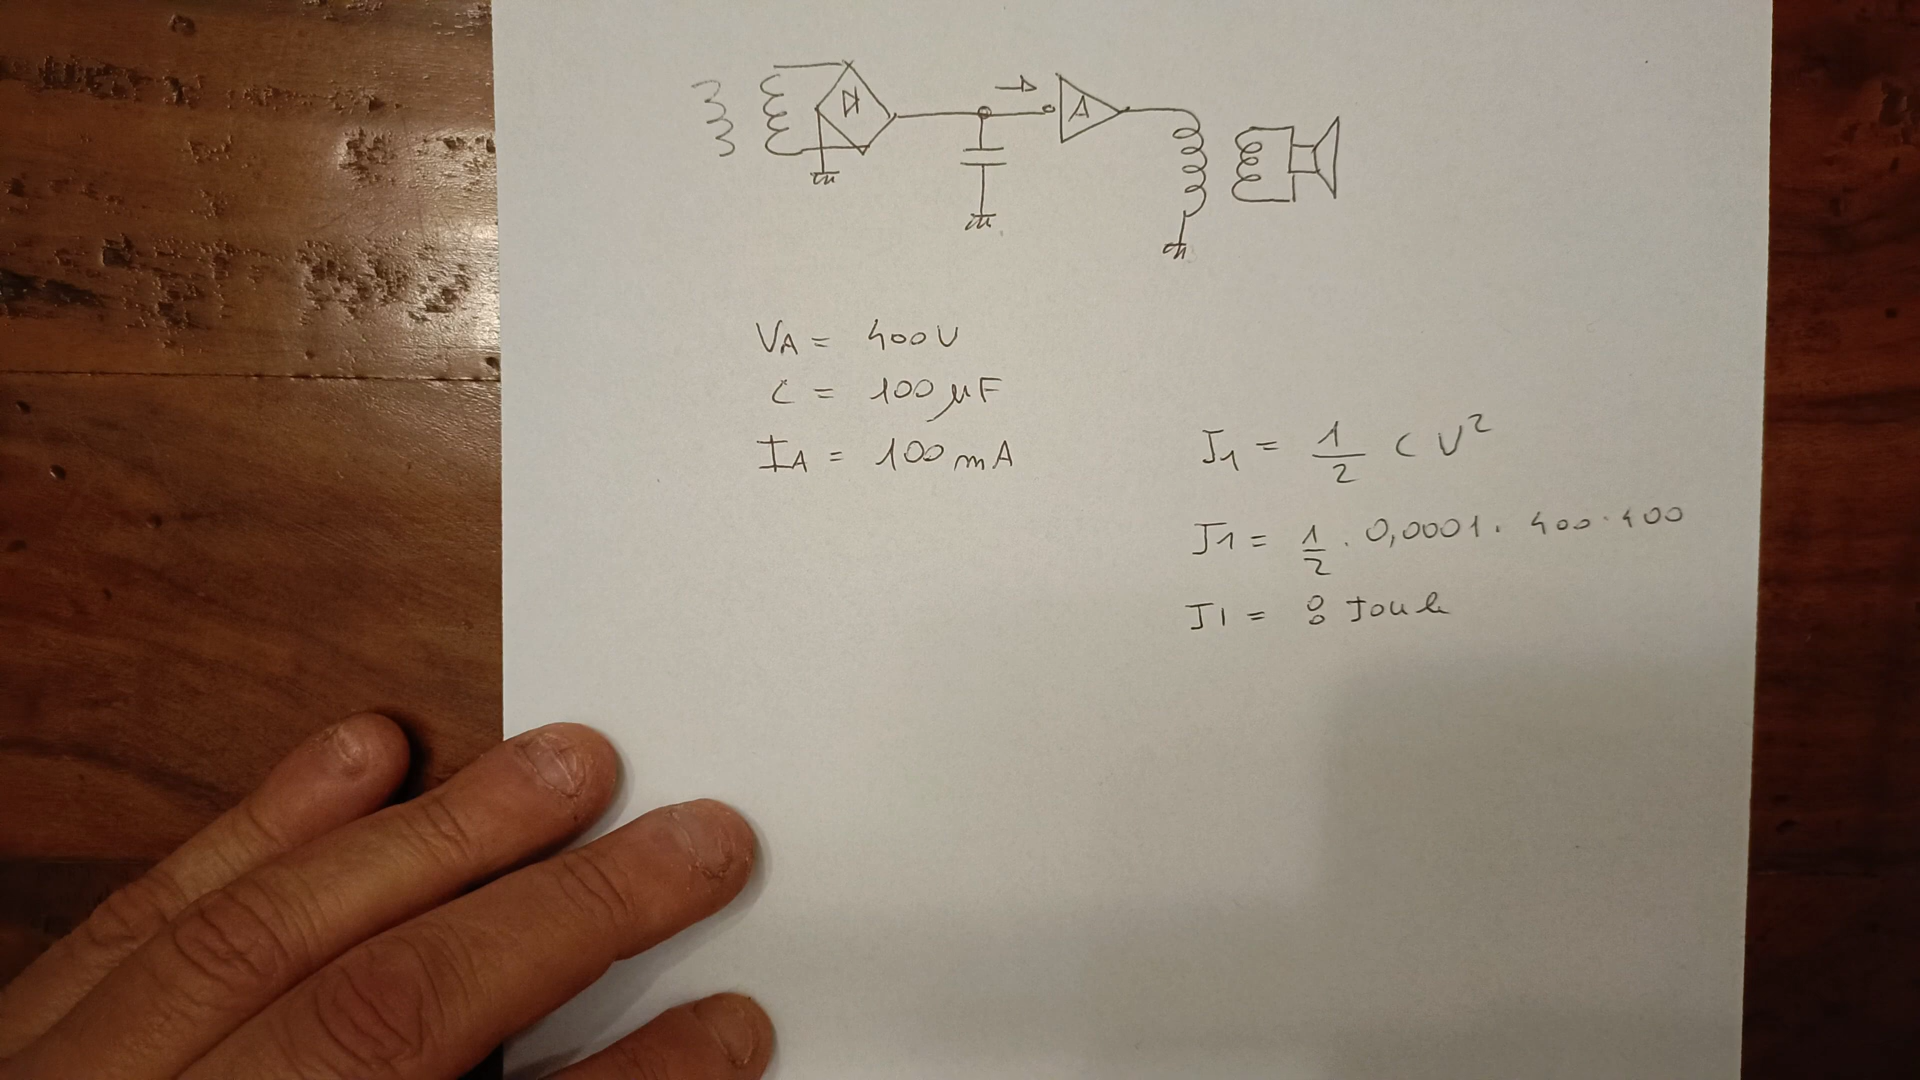 A
VA = 400V
C = 100 µF
IA = 100 mA
J1 = 1/2 C V²
J1 = 1/2 . 0,0001 . 400 . 400
J1 = 8 Joule